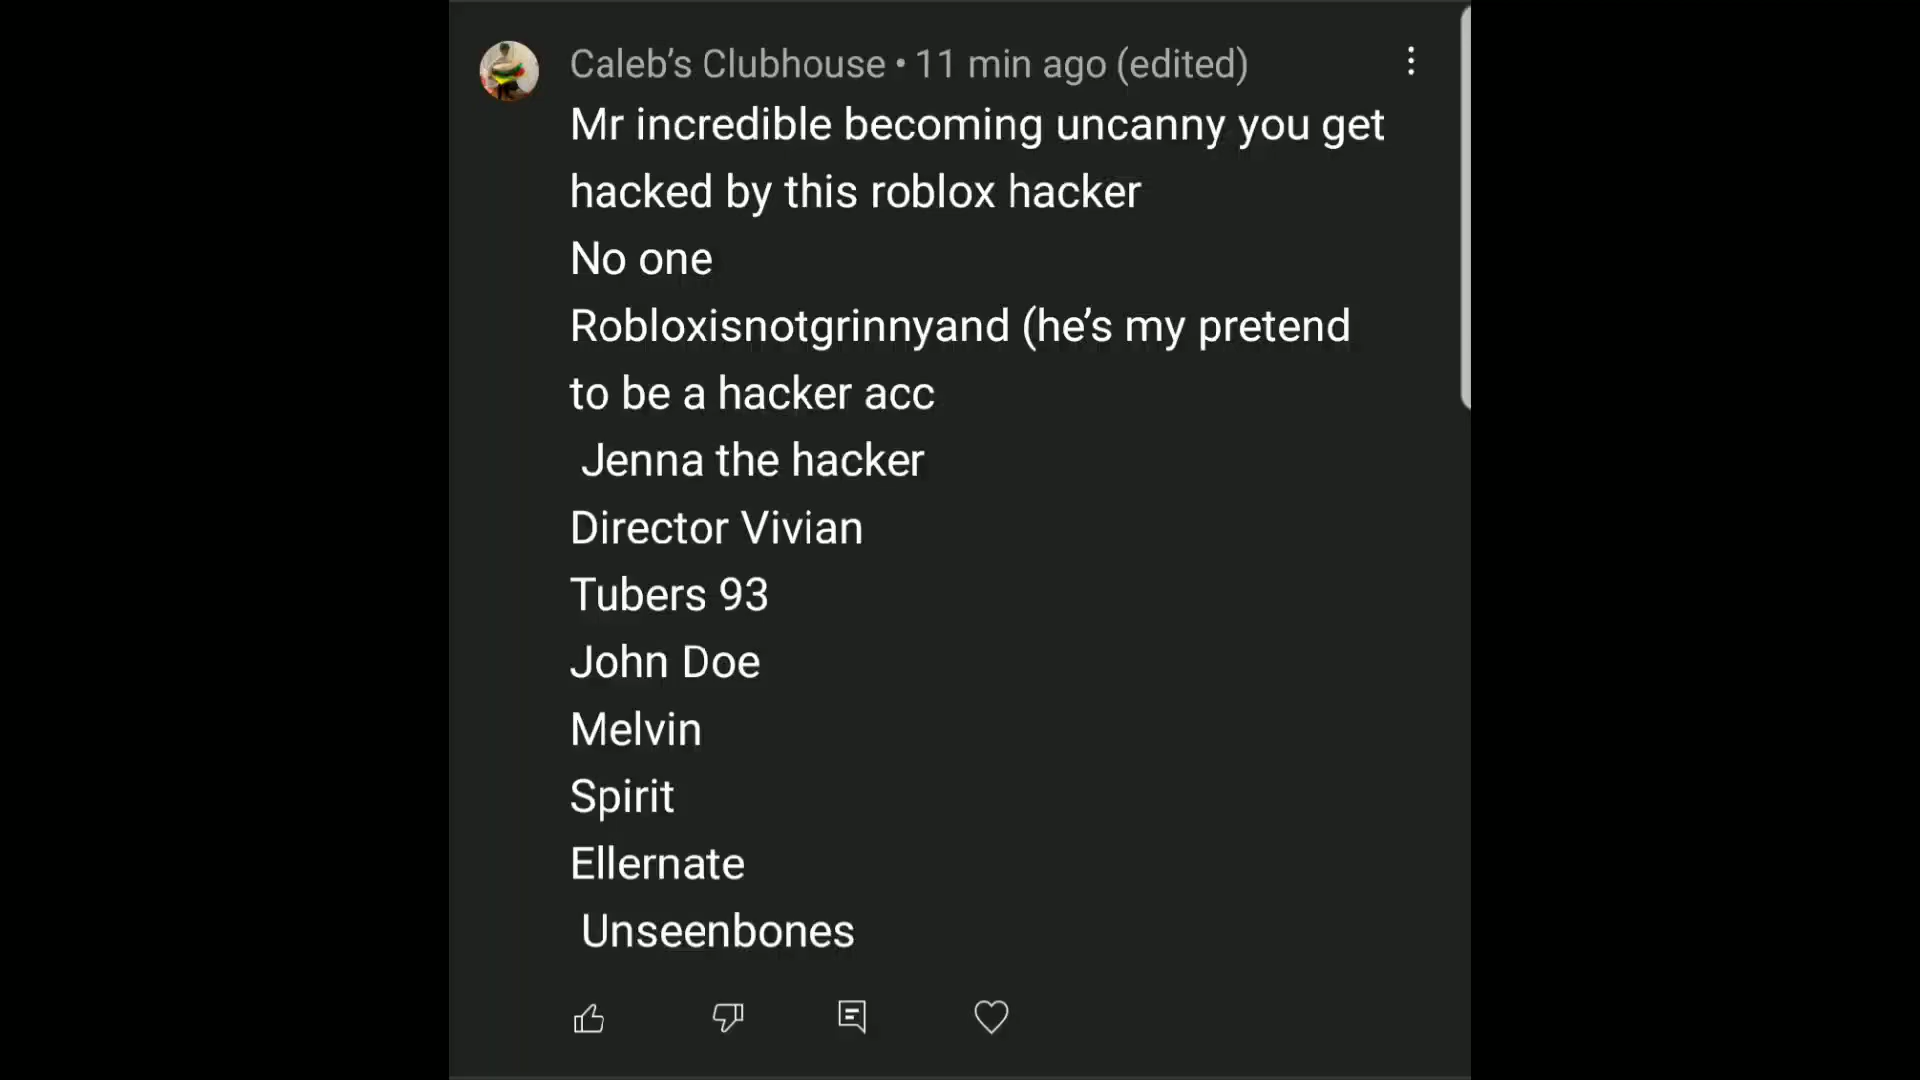 Caleb’s Clubhouse • 11 min ago (edited)
Mr incredible becoming uncanny you get
hacked by this roblox hacker
No one
Robloxisnotgrinnyand (he’s my pretend
to be a hacker acc
Jenna the hacker
Director Vivian
Tubers 93
John Doe
Melvin
Spirit
Ellernate
Unseenbones